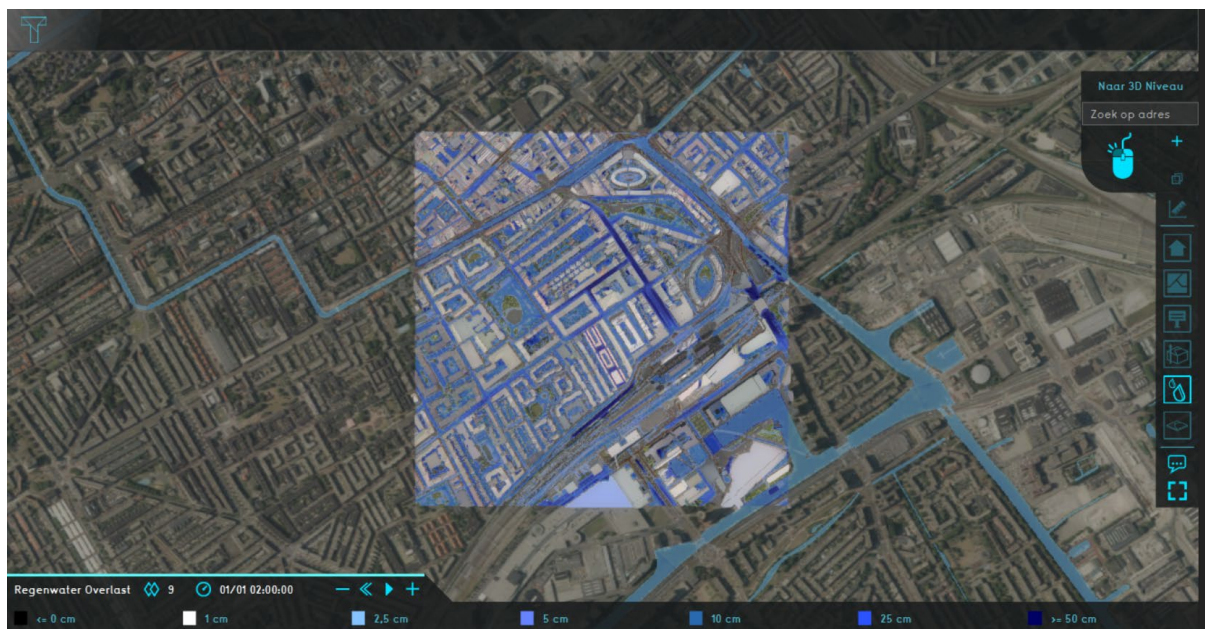 Naar 3D Niveau
Zoek op adres
Regenwater Overlast 9 01/01 02:00:00
<= 0 cm 1 cm 2,5 cm 5 cm 10 cm 25 cm >= 50 cm